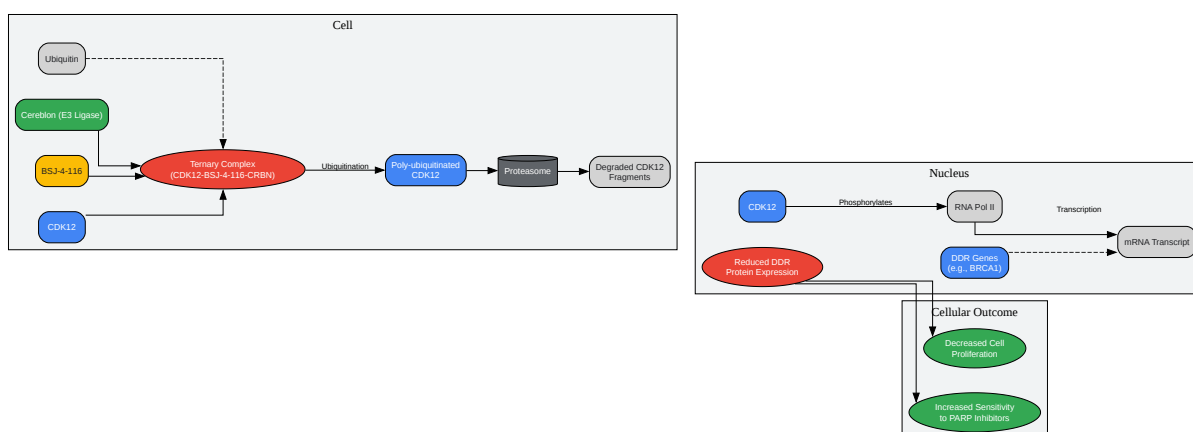 Cell
Ubiquitin
Cereblon (E3 Ligase)
BSJ-4-116
CDK12
Ternary Complex
(CDK12-BSJ-4-116-CRBN)
Ubiquitination
Poly-ubiquitinated
CDK12
Proteasome
Degraded CDK12
Fragments
Nucleus
CDK12
Phosphorylates
RNA Pol II
Transcription
mRNA Transcript
DDR Genes
(e.g., BRCA1)
Reduced DDR
Protein Expression
Cellular Outcome
Decreased Cell
Proliferation
Increased Sensitivity
to PARP Inhibitors